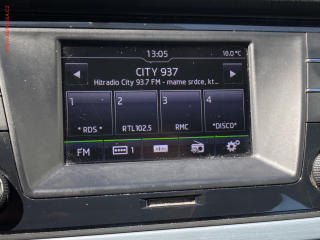 13:05
18.0°C
CITY 937
Hitradio City 93.7 FM - mame srdce, kt...
1 2 3 4
*RDS* RTL102.5 RMC *DISCO*
FM 1